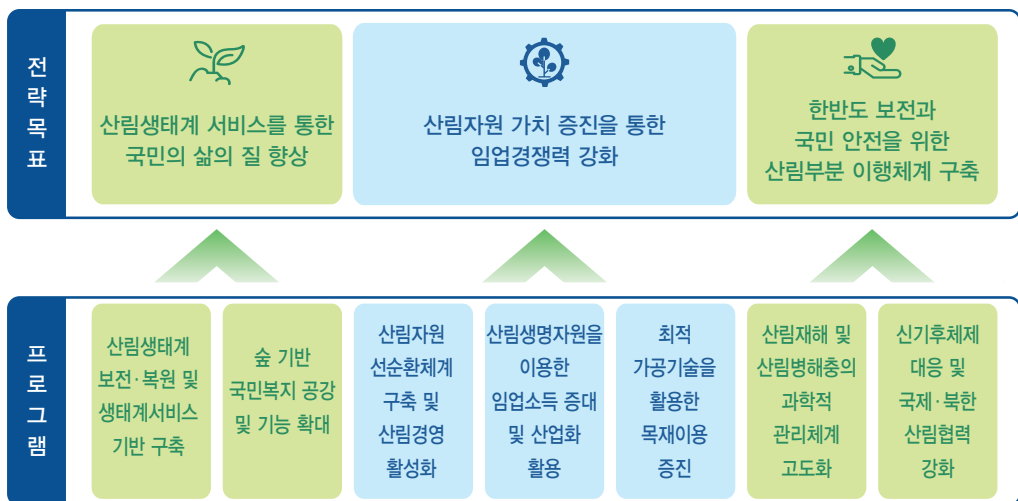 전략목표
산림생태계 서비스를 통한
국민의 삶의 질 향상
산림자원 가치 증진을 통한
임업경쟁력 강화
한반도 보전과
국민 안전을 위한
산림부분 이행체계 구축
프로그램
산림생태계
보전·복원 및
생태계서비스
기반 구축
숲 기반
국민복지 공강
및 기능 확대
산림자원
선순환체계
구축 및
산림경영
활성화
산림생명자원을
이용한
임업소득 증대
및 산업화
활용
최적
가공기술을
활용한
목재이용
증진
산림재해 및
산림병해충의
과학적
관리체계
고도화
신기후체제
대응 및
국제·북한
산림협력
강화